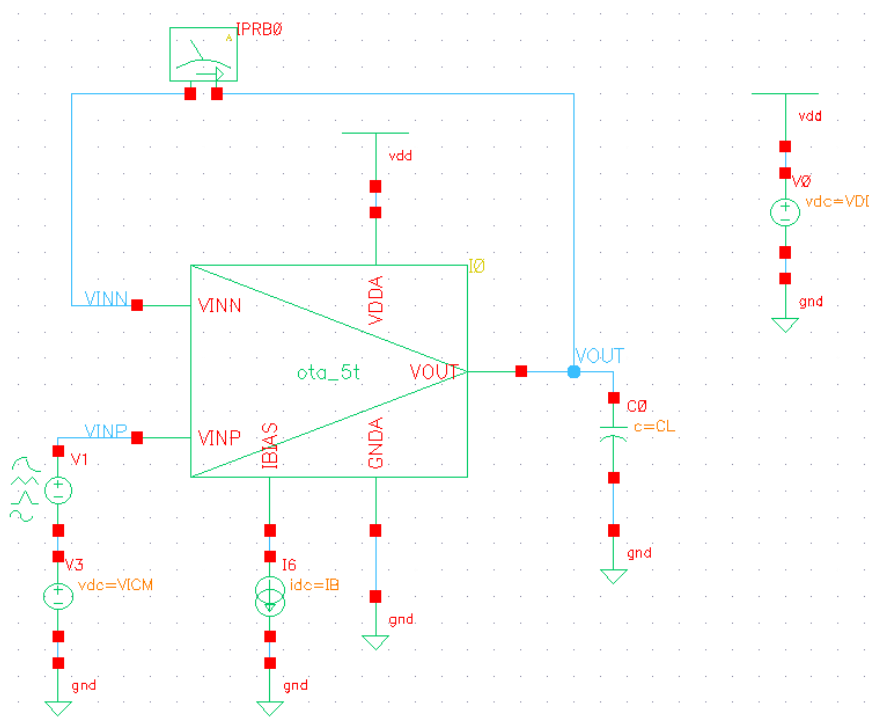 IPRB0
A
vdd
vdd
V0
vdc=VDD
gnd
I0
VINN
VINN
VDDA
ota_5t
VOUT
VOUT
C0
c=CL
gnd
VINP
VINP
IBIAS
GNDA
V1
V3
vdc=VICM
gnd
I6
idc=IB
gnd
gnd